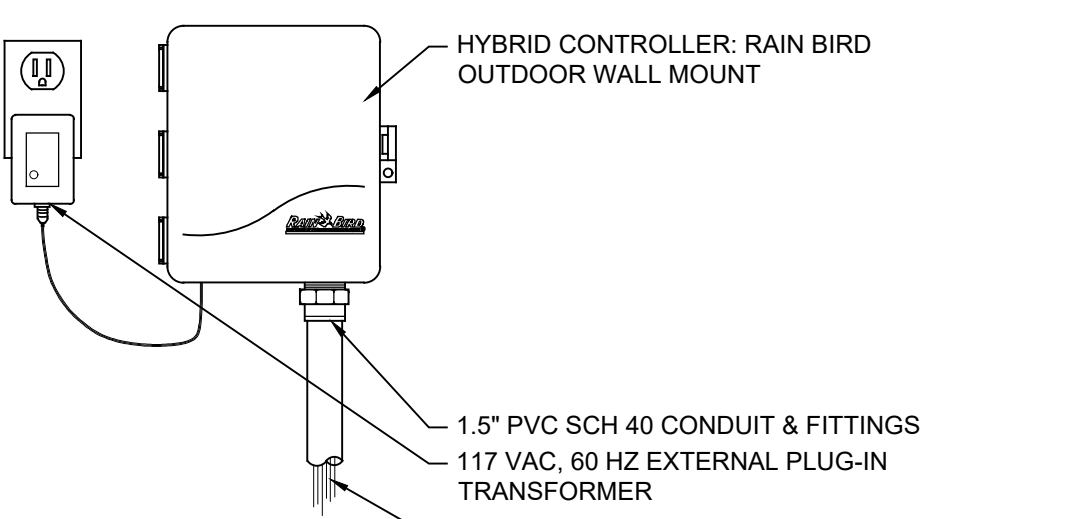 HYBRID CONTROLLER: RAIN BIRD
OUTDOOR WALL MOUNT
RAIN BIRD
1.5" PVC SCH 40 CONDUIT & FITTINGS
117 VAC, 60 HZ EXTERNAL PLUG-IN
TRANSFORMER